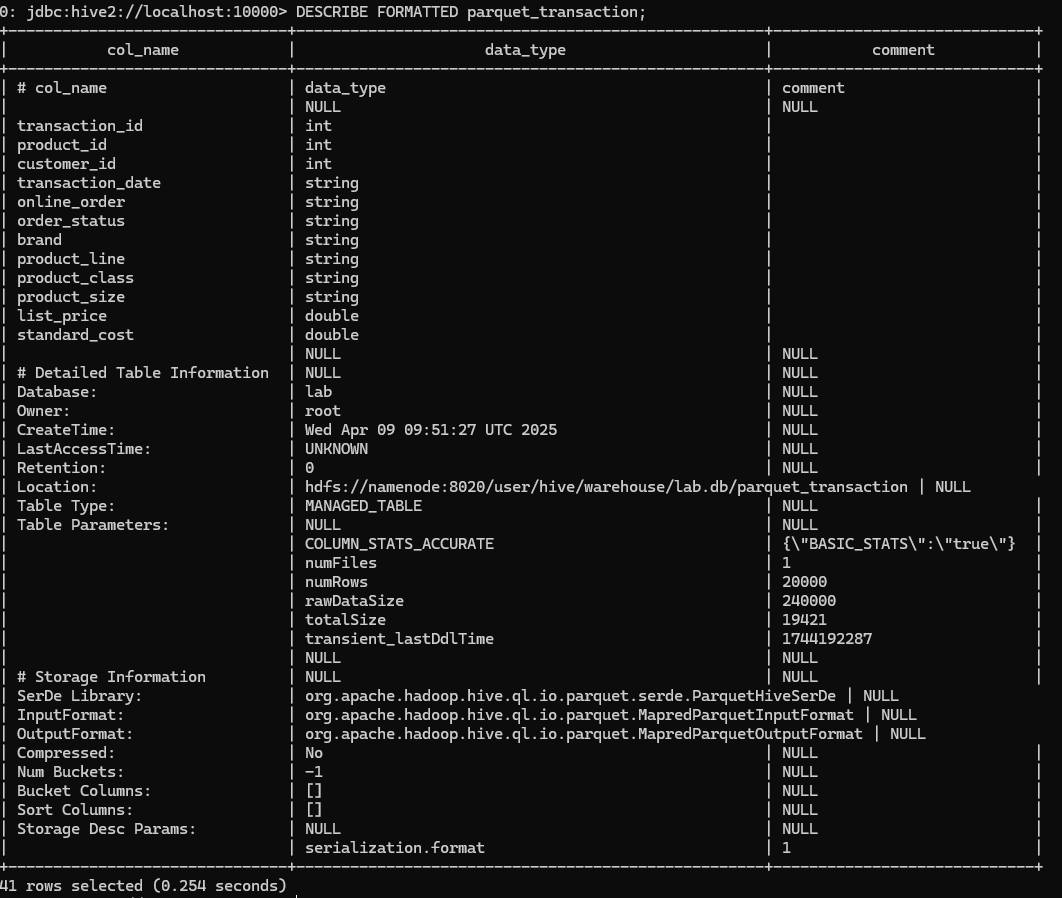 0: jdbc:hive2://localhost:10000> DESCRIBE FORMATTED parquet_transaction;
| col_name | data_type | comment |
| # col_name | data_type | comment |
| | NULL | NULL |
| transaction_id | int | |
| product_id | int | |
| customer_id | int | |
| transaction_date | string | |
| online_order | string | |
| order_status | string | |
| brand | string | |
| product_line | string | |
| product_class | string | |
| product_size | string | |
| list_price | double | |
| standard_cost | double | |
| | NULL | NULL |
| # Detailed Table Information | NULL | NULL |
| Database: | lab | NULL |
| Owner: | root | NULL |
| CreateTime: | Wed Apr 09 09:51:27 UTC 2025 | NULL |
| LastAccessTime: | UNKNOWN | NULL |
| Retention: | 0 | NULL |
| Location: | hdfs://namenode:8020/user/hive/warehouse/lab.db/parquet_transaction | NULL
| Table Type: | MANAGED_TABLE | NULL |
| Table Parameters: | NULL | NULL |
| | COLUMN_STATS_ACCURATE | {\"BASIC_STATS\":\"true\"} |
| | numFiles | 1 |
| | numRows | 20000 |
| | rawDataSize | 240000 |
| | totalSize | 19421 |
| | transient_lastDdlTime | 1744192287 |
| | NULL | NULL |
| # Storage Information | NULL | NULL |
| SerDe Library: | org.apache.hadoop.hive.ql.io.parquet.serde.ParquetHiveSerDe | NULL
| InputFormat: | org.apache.hadoop.hive.ql.io.parquet.MapredParquetInputFormat | NULL
| OutputFormat: | org.apache.hadoop.hive.ql.io.parquet.MapredParquetOutputFormat | NULL
| Compressed: | No | NULL |
| Num Buckets: | -1 | NULL |
| Bucket Columns: | [] | NULL |
| Sort Columns: | [] | NULL |
| Storage Desc Params: | NULL | NULL |
| | serialization.format | 1 |
41 rows selected (0.254 seconds)